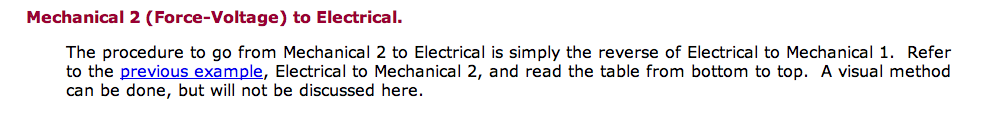 Mechanical 2 (Force-Voltage) to Electrical.
The procedure to go from Mechanical 2 to Electrical is simply the reverse of Electrical to Mechanical 1. Refer
to the previous example, Electrical to Mechanical 2, and read the table from bottom to top. A visual method
can be done, but will not be discussed here.